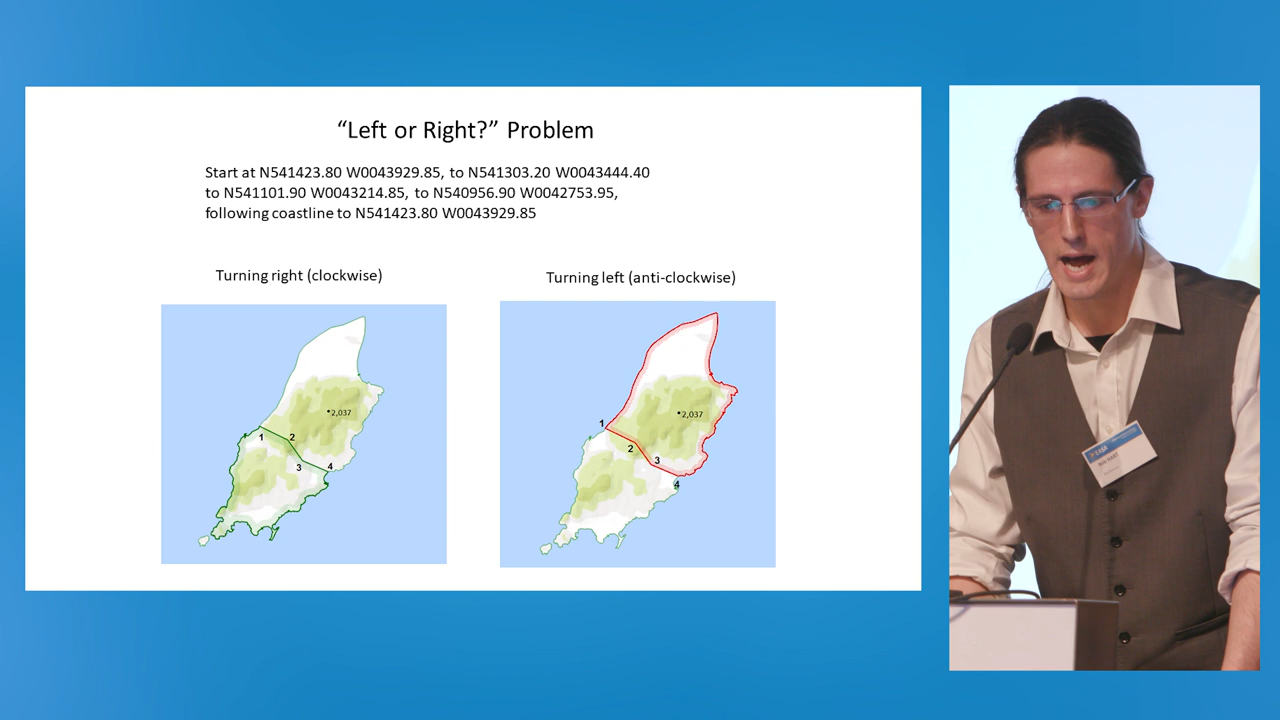 “Left or Right?” Problem
Start at N541423.80 W0043929.85, to N541303.20 W0043444.40
to N541101.90 W0043214.85, to N540956.90 W0042753.95,
following coastline to N541423.80 W0043929.85
Turning right (clockwise)
Turning left (anti-clockwise)
2,037
1
2
3
4
2,037
1
2
3
4
EASA
HART